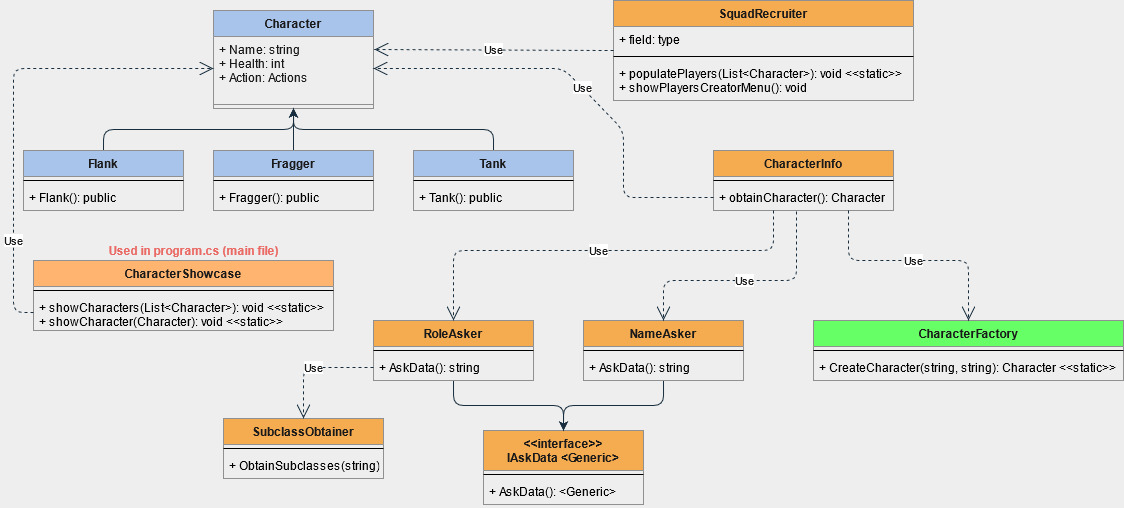 Character
+ Name: string
+ Health: int
+ Action: Actions
SquadRecruiter
+ field: type
+ populatePlayers(List<Character>): void <<static>>
+ showPlayersCreatorMenu(): void
Use
Use
Flank
+ Flank(): public
Fragger
+ Fragger(): public
Tank
+ Tank(): public
CharacterInfo
+ obtainCharacter(): Character
Use
Used in program.cs (main file)
CharacterShowcase
+ showCharacters(List<Character>): void <<static>>
+ showCharacter(Character): void <<static>>
Use
Use
Use
RoleAsker
+ AskData(): string
NameAsker
+ AskData(): string
CharacterFactory
+ CreateCharacter(string, string): Character <<static>>
Use
SubclassObtainer
+ ObtainSubclasses(string)
<<interface>>
IAskData <Generic>
+ AskData(): <Generic>